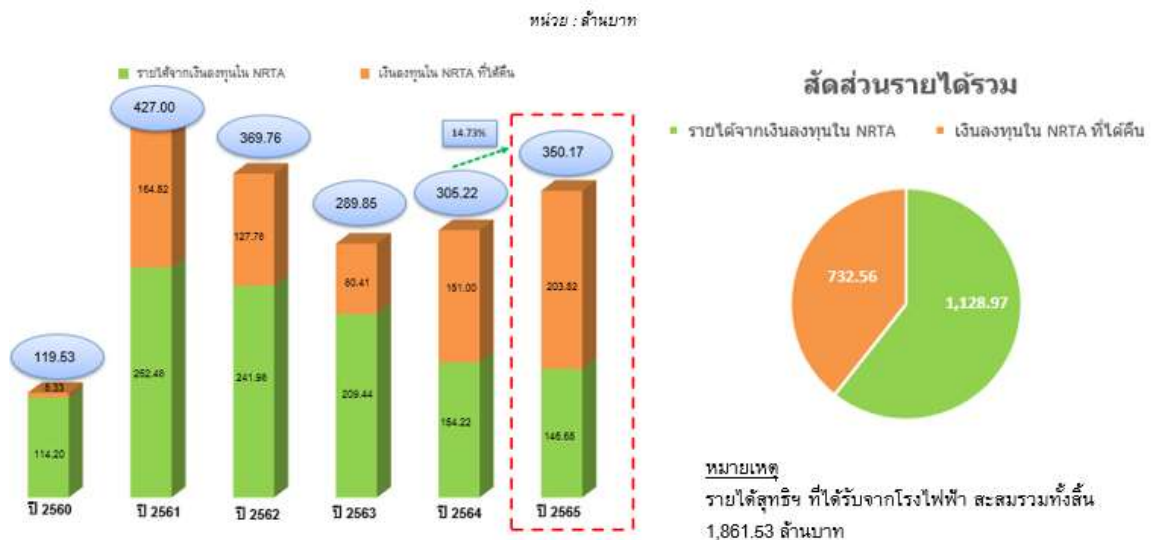 หน่วย : ล้านบาท
รายได้จากเงินลงทุนใน NRTA
เงินลงทุนใน NRTA ที่ได้คืน
427.00
369.76
289.85
14.73%
305.22
350.17
119.53
164.52
127.78
80.41
151.00
203.52
5.33
262.48
241.98
209.44
154.22
146.65
114.20
ปี 2560
ปี 2561
ปี 2562
ปี 2563
ปี 2564
ปี 2565
สัดส่วนรายได้รวม
รายได้จากเงินลงทุนใน NRTA
เงินลงทุนใน NRTA ที่ได้คืน
732.56
1,128.97
หมายเหตุ
รายได้สุทธิฯ ที่ได้รับจากโรงไฟฟ้า สะสมรวมทั้งสิ้น
1,861.53 ล้านบาท